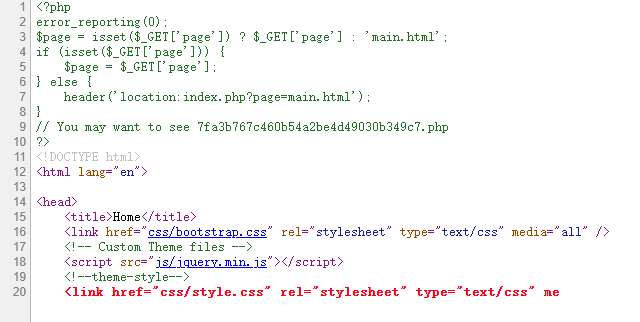 1 <?php
2 error_reporting(0);
3 $page = isset($_GET['page']) ? $_GET['page'] : 'main.html';
4 if (isset($_GET['page'])) {
5 $page = $_GET['page'];
6 } else {
7 header('location:index.php?page=main.html');
8 }
9 // You may want to see 7fa3b767c460b54a2be4d49030b349c7.php
10 ?>
11 <!DOCTYPE html>
12 <html lang="en">
13
14 <head>
15 <title>Home</title>
16 <link href="css/bootstrap.css" rel="stylesheet" type="text/css" media="all" />
17 <!-- Custom Theme files -->
18 <script src="js/jquery.min.js"></script>
19 <!--theme-style-->
20 <link href="css/style.css" rel="stylesheet" type="text/css" me